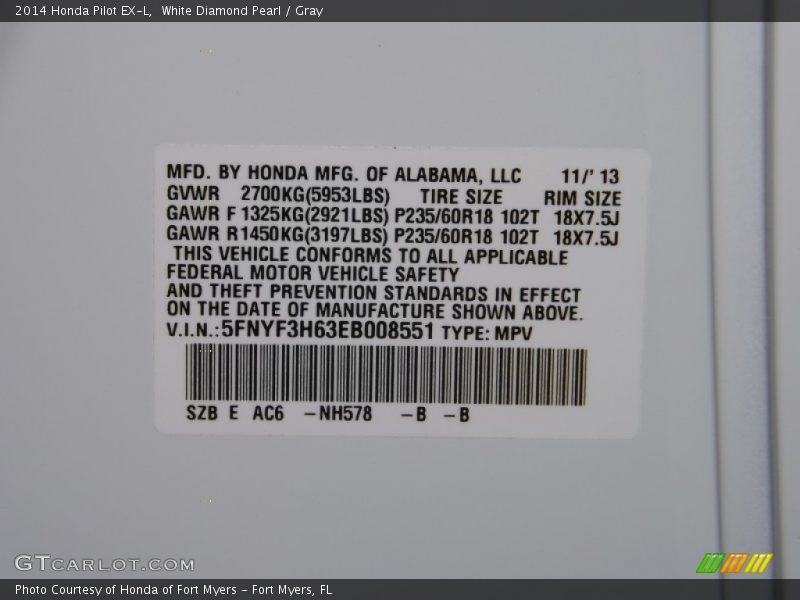 2014 Honda Pilot EX-L,  White Diamond Pearl / Gray
MFD. BY HONDA MFG. OF ALABAMA, LLC 11/' 13
GVWR 2700KG(5953LBS) TIRE SIZE RIM SIZE
GAWR F 1325KG(2921LBS) P235/60R18 102T 18X7.5J
GAWR R1450KG(3197LBS) P235/60R18 102T 18X7.5J
THIS VEHICLE CONFORMS TO ALL APPLICABLE
FEDERAL MOTOR VEHICLE SAFETY
AND THEFT PREVENTION STANDARDS IN EFFECT
ON THE DATE OF MANUFACTURE SHOWN ABOVE.
V.I.N.:5FNYF3H63EB008551 TYPE: MPV
SZB E AC6 -NH578 -B -B
GTCARLOT.COM
Photo Courtesy of Honda of Fort Myers - Fort Myers, FL